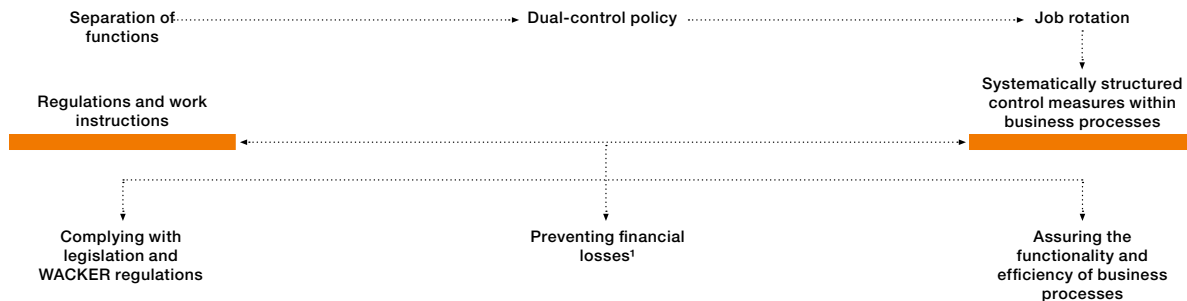 Separation of
functions
Dual-control policy
Job rotation
Regulations and work
instructions
Systematically structured
control measures within
business processes
Complying with
legislation and
WACKER regulations
Preventing financial
losses¹
Assuring the
functionality and
efficiency of business
processes